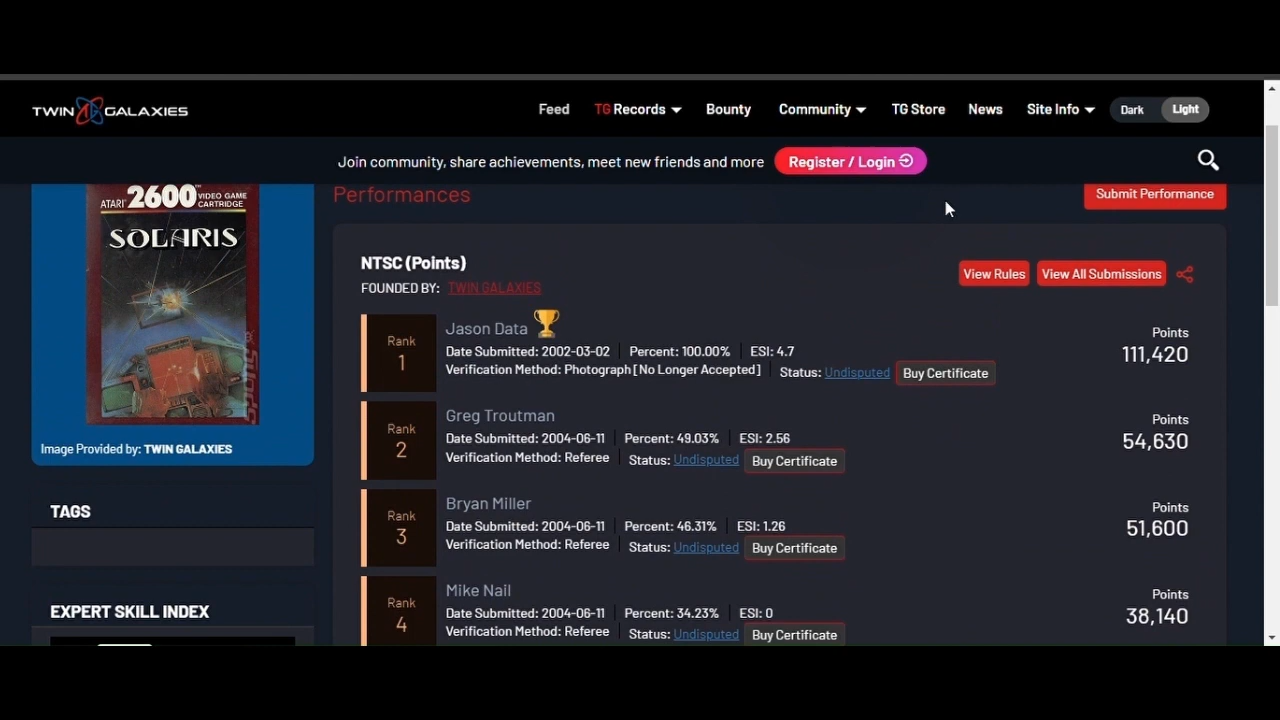 TWIN GALAXIES
Feed
TG Records
Bounty
Community
TG Store
News
Site Info
Dark
Light
Join community, share achievements, meet new friends and more
Register / Login
Performances
Submit Performance
ATARI 2600™ VIDEO GAME CARTRIDGE
SOLARIS
Image Provided by: TWIN GALAXIES
TAGS
EXPERT SKILL INDEX
NTSC (Points)
FOUNDED BY: TWIN GALAXIES
View Rules
View All Submissions
Rank 1
Jason Data
Date Submitted: 2002-03-02 | Percent: 100.00% | ESI: 4.7
Verification Method: Photograph [No Longer Accepted] | Status: Undisputed Buy Certificate
Points
111,420
Rank 2
Greg Troutman
Date Submitted: 2004-06-11 | Percent: 49.03% | ESI: 2.56
Verification Method: Referee | Status: Undisputed Buy Certificate
Points
54,630
Rank 3
Bryan Miller
Date Submitted: 2004-06-11 | Percent: 46.31% | ESI: 1.26
Verification Method: Referee | Status: Undisputed Buy Certificate
Points
51,600
Rank 4
Mike Nail
Date Submitted: 2004-06-11 | Percent: 34.23% | ESI: 0
Verification Method: Referee | Status: Undisputed Buy Certificate
Points
38,140